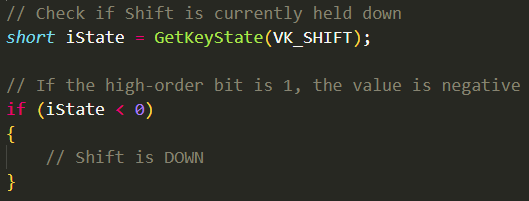 // Check if Shift is currently held down
short iState = GetKeyState(VK_SHIFT);

// If the high-order bit is 1, the value is negative
if (iState < 0)
{
    // Shift is DOWN
}